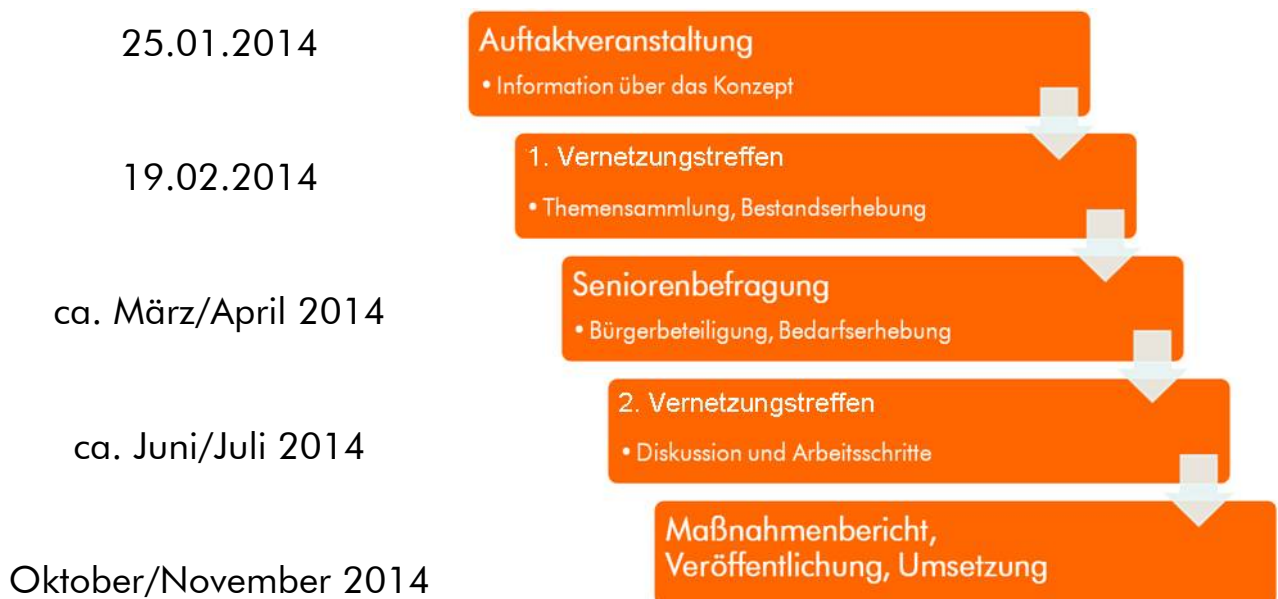 25.01.2014
Auftaktveranstaltung
• Information über das Konzept
19.02.2014
1. Vernetzungstreffen
• Themensammlung, Bestandserhebung
ca. März/April 2014
Seniorenbefragung
• Bürgerbeteiligung, Bedarfserhebung
ca. Juni/Juli 2014
2. Vernetzungstreffen
• Diskussion und Arbeitsschritte
Oktober/November 2014
Maßnahmenbericht,
Veröffentlichung, Umsetzung